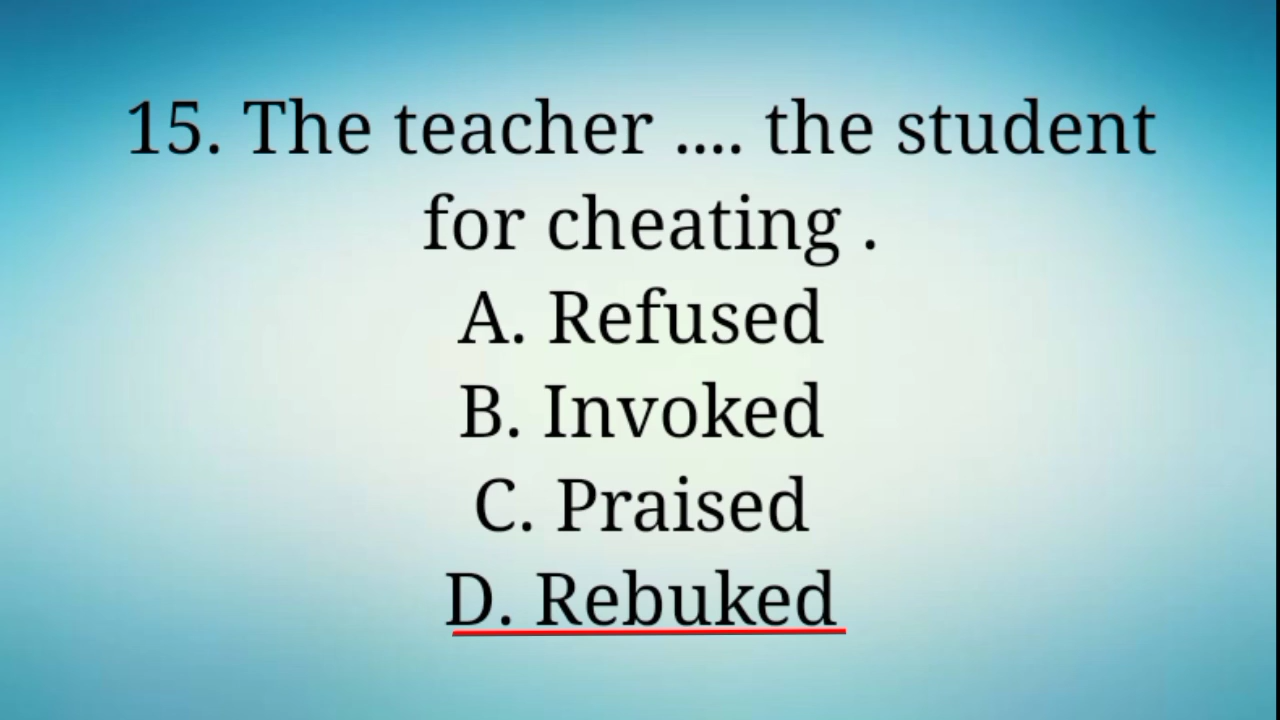 15. The teacher .... the student
for cheating .
A. Refused
B. Invoked
C. Praised
D. Rebuked